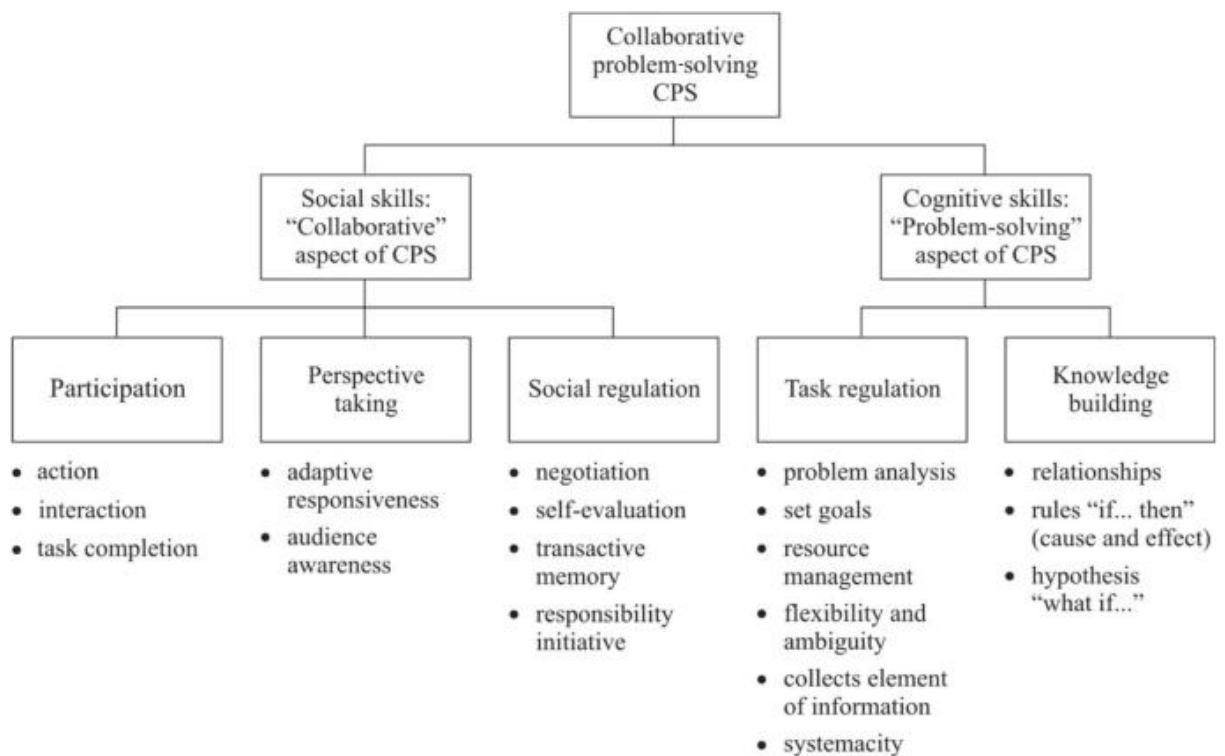 Collaborative
problem-solving
CPS
Social skills:
“Collaborative”
aspect of CPS
Cognitive skills:
“Problem-solving”
aspect of CPS
Participation
Perspective
taking
Social regulation
Task regulation
Knowledge
building
• action
• interaction
• task completion
• adaptive
responsiveness
• audience
awareness
• negotiation
• self-evaluation
• transactive
memory
• responsibility
initiative
• problem analysis
• set goals
• resource
management
• flexibility and
ambiguity
• collects element
of information
• systemacity
• relationships
• rules “if... then”
(cause and effect)
• hypothesis
“what if...”